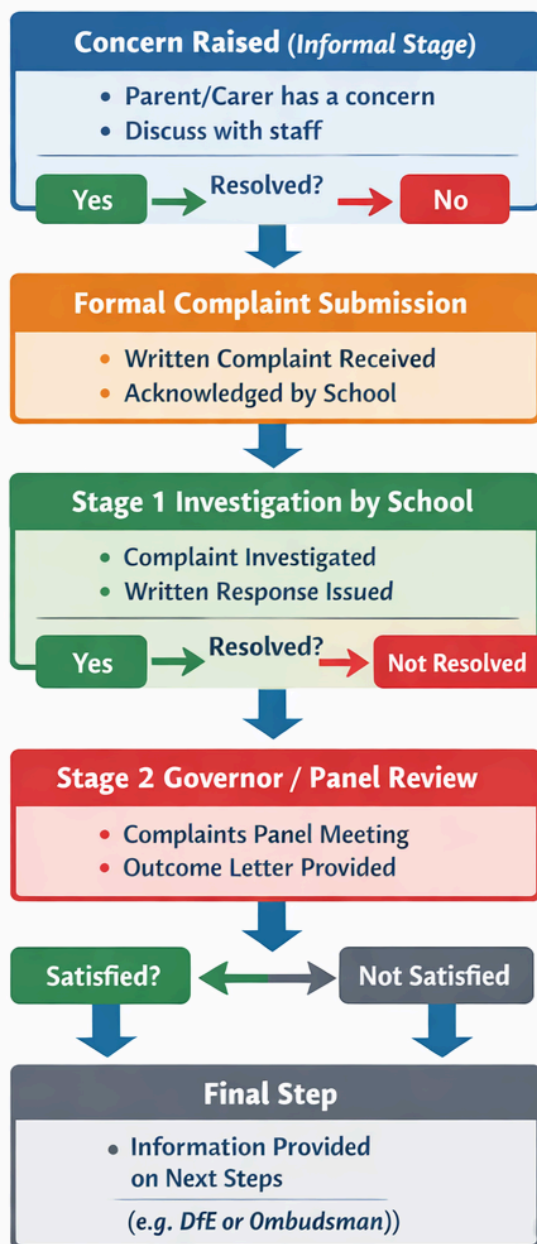 Concern Raised (Informal Stage)
• Parent/Carer has a concern
• Discuss with staff
Yes Resolved? No
Formal Complaint Submission
• Written Complaint Received
• Acknowledged by School
Stage 1 Investigation by School
• Complaint Investigated
• Written Response Issued
Yes Resolved? Not Resolved
Stage 2 Governor / Panel Review
• Complaints Panel Meeting
• Outcome Letter Provided
Satisfied? Not Satisfied
Final Step
• Information Provided
on Next Steps
(e.g. DfE or Ombudsman))